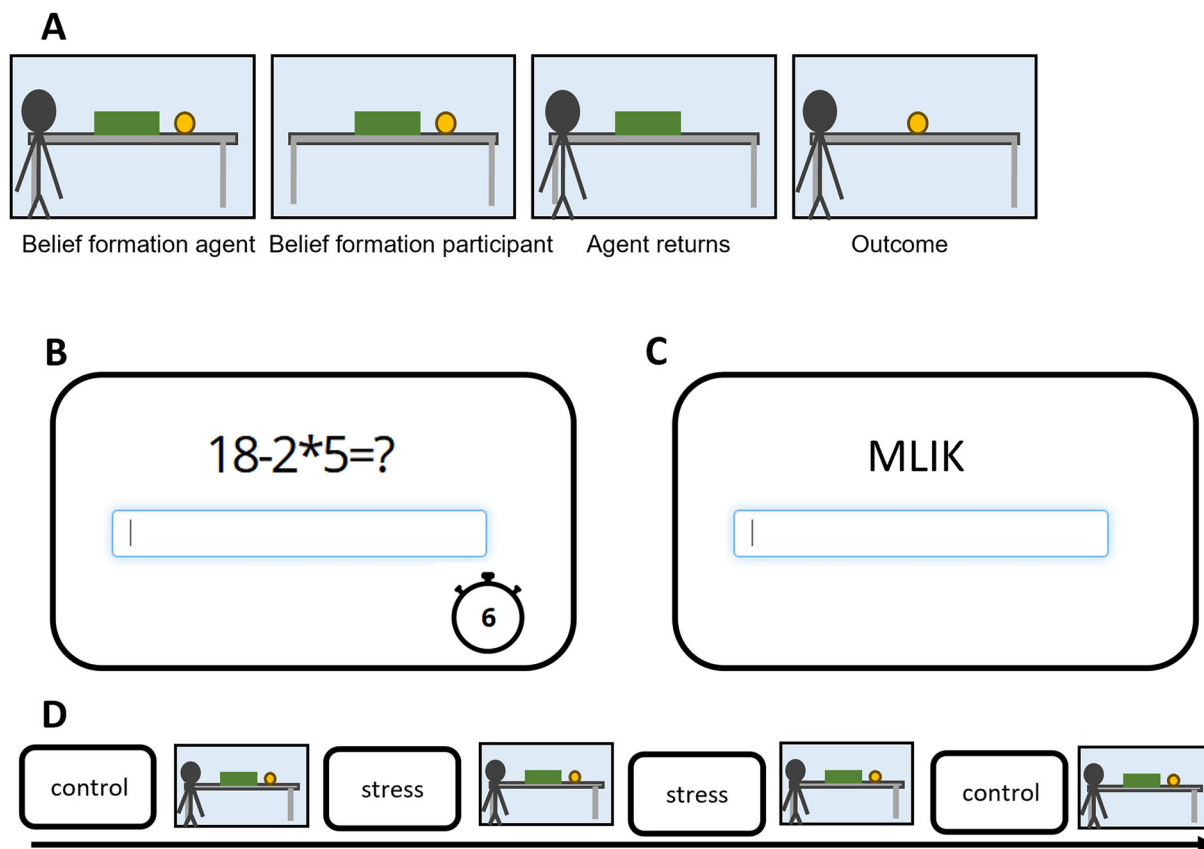 A
Belief formation agent
Belief formation participant
Agent returns
Outcome
B
18-2*5=?
6
C
MLIK
D
control
stress
stress
control